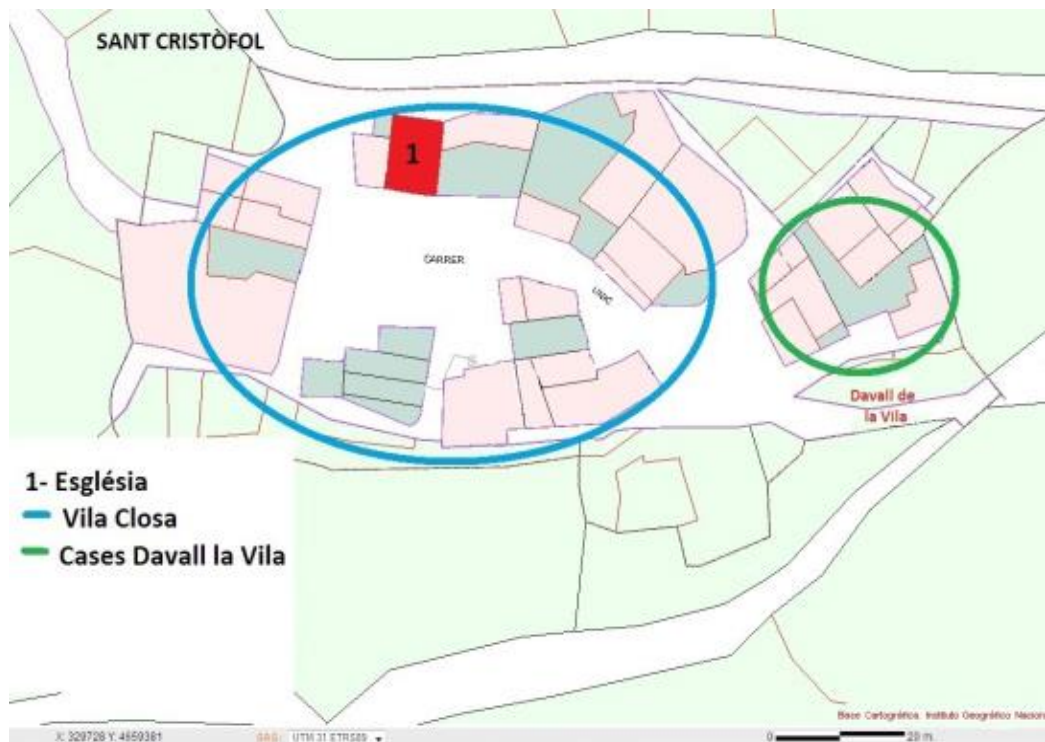 SANT CRISTÒFOL
1
CARRER
UNIC
Davall de
la Vila
1- Església
Vila Closa
Cases Davall la Vila
Base Cartográfica, Instituto Geográfico Nacion
X: 329728 Y: 4659381
UTM 31 ETRS89
0
20 m.